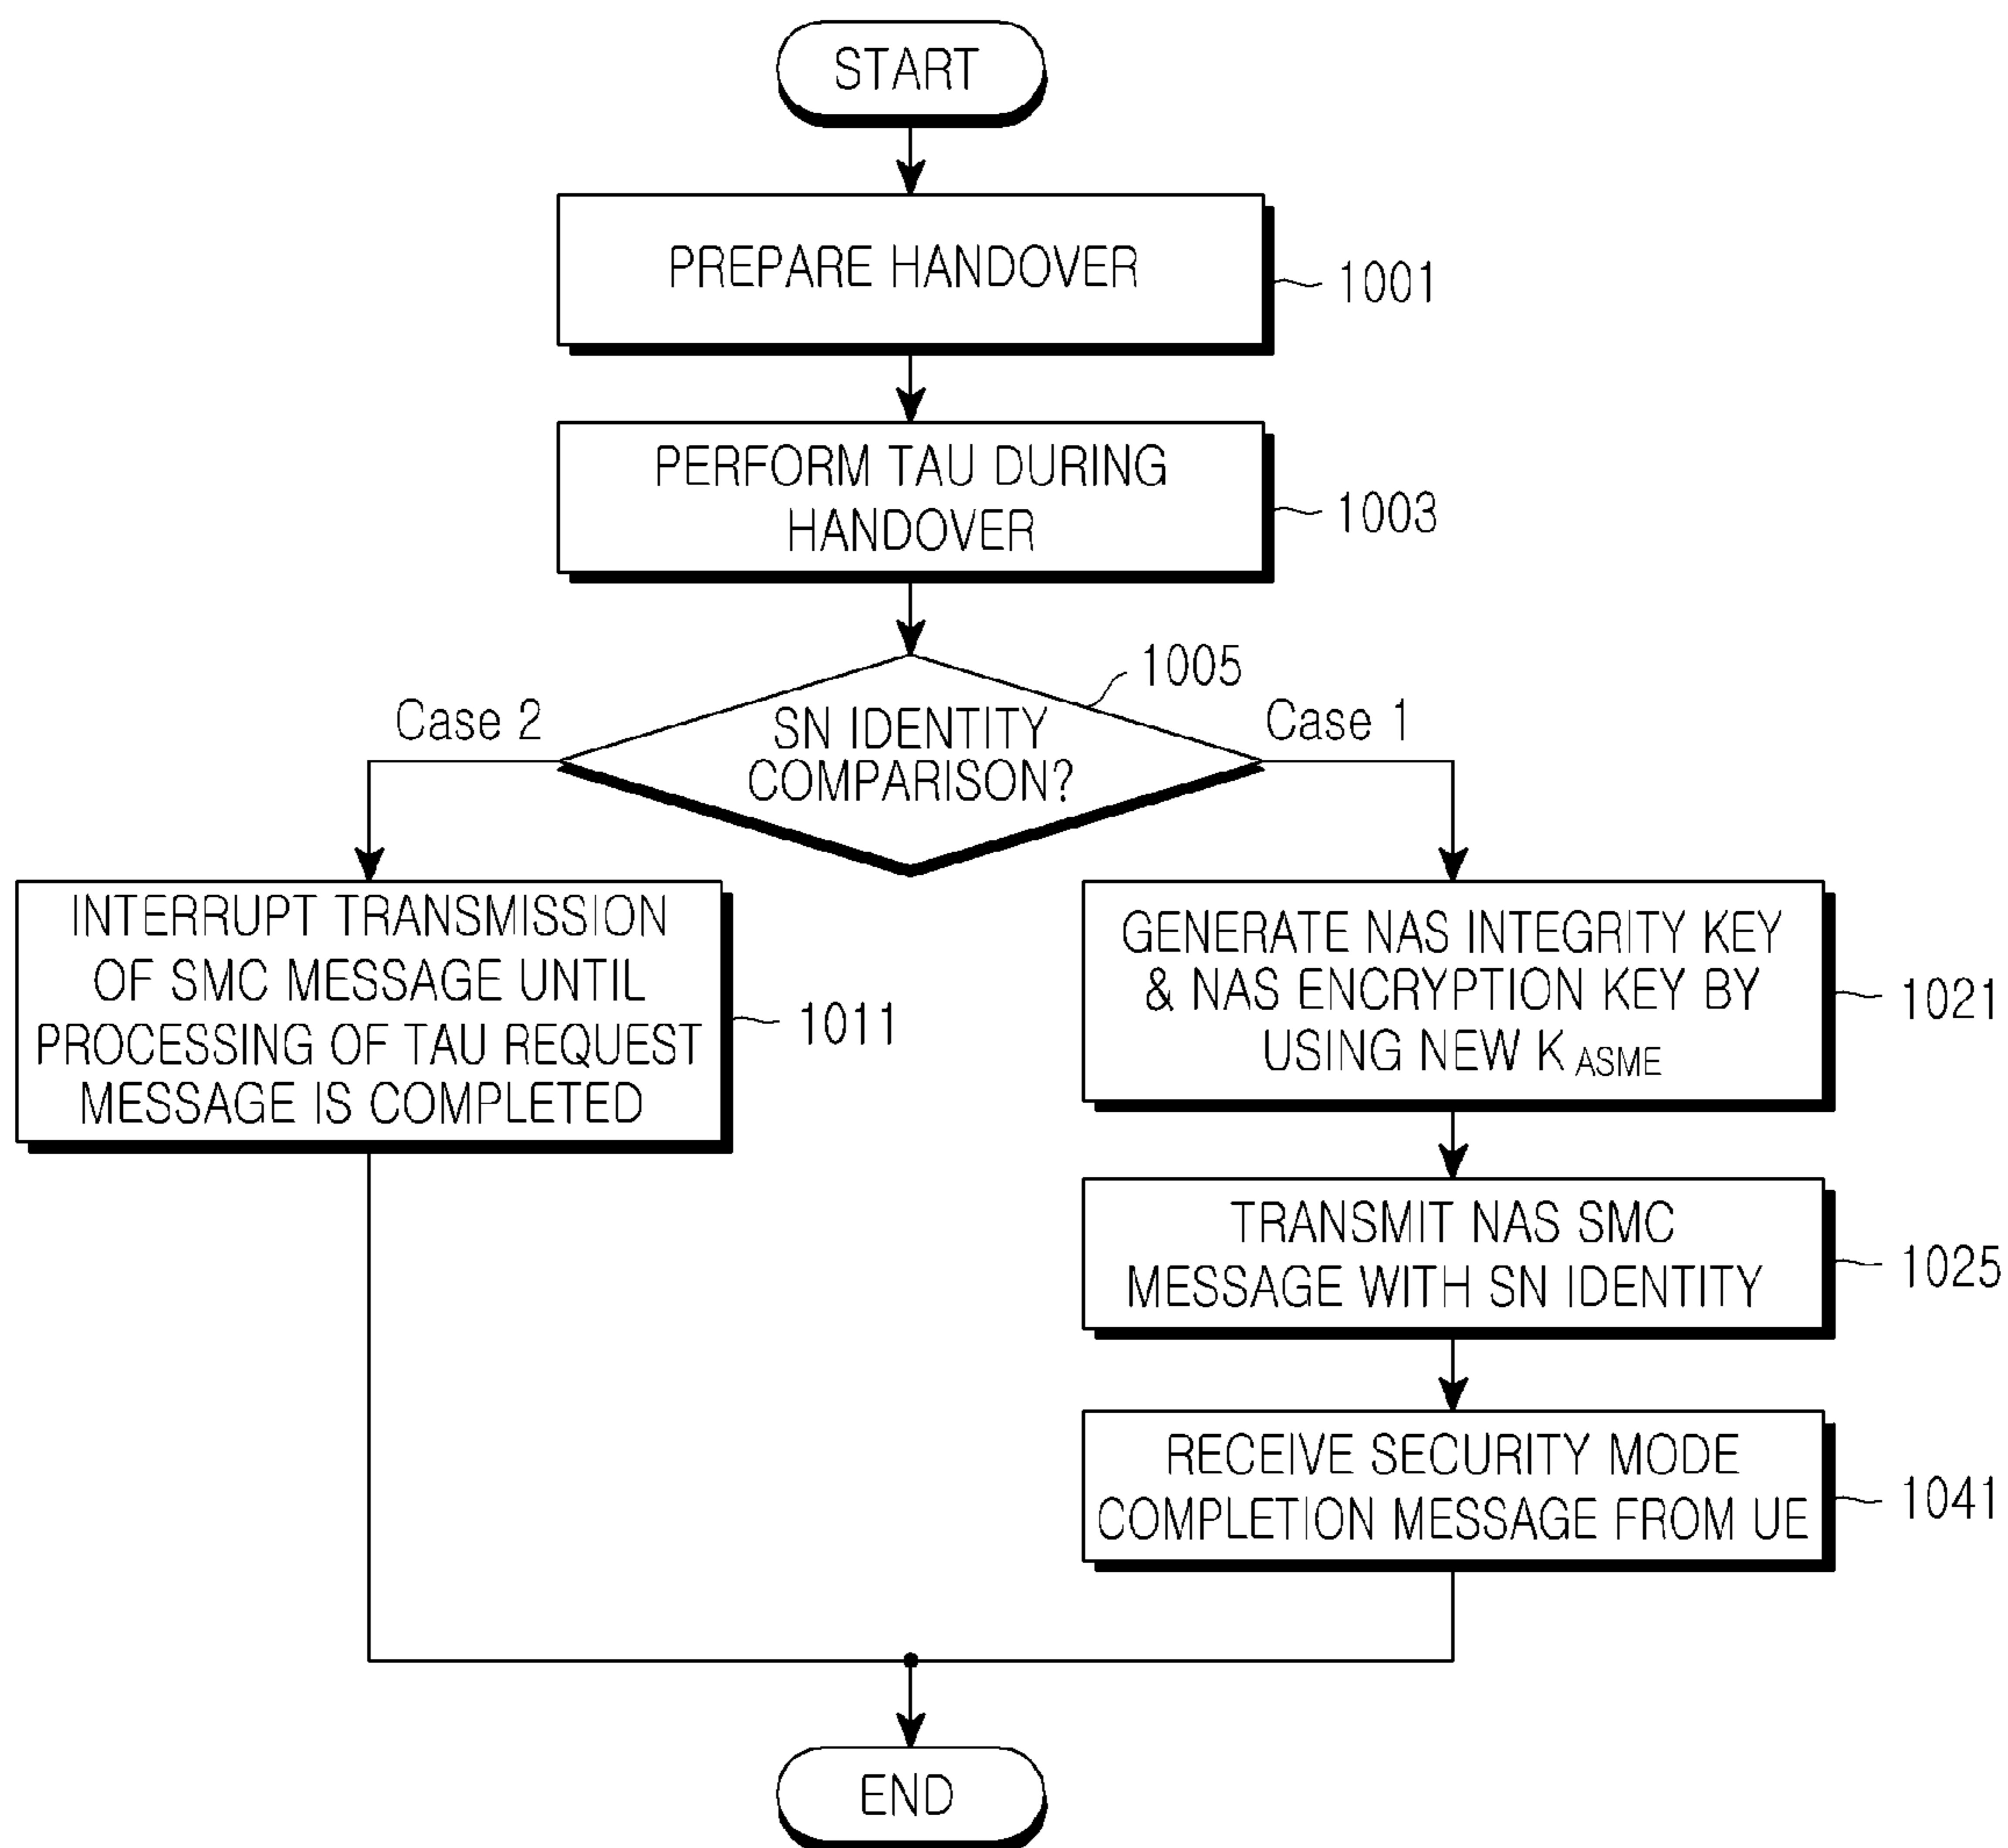 START
PREPARE HANDOVER
1001
PERFORM TAU DURING
HANDOVER
1003
1005
SN IDENTITY
COMPARISON?
Case 2
Case 1
INTERRUPT TRANSMISSION
OF SMC MESSAGE UNTIL
PROCESSING OF TAU REQUEST
MESSAGE IS COMPLETED
1011
GENERATE NAS INTEGRITY KEY
& NAS ENCRYPTION KEY BY
USING NEW K ASME
1021
TRANSMIT NAS SMC
MESSAGE WITH SN IDENTITY
1025
RECEIVE SECURITY MODE
COMPLETION MESSAGE FROM UE
1041
END